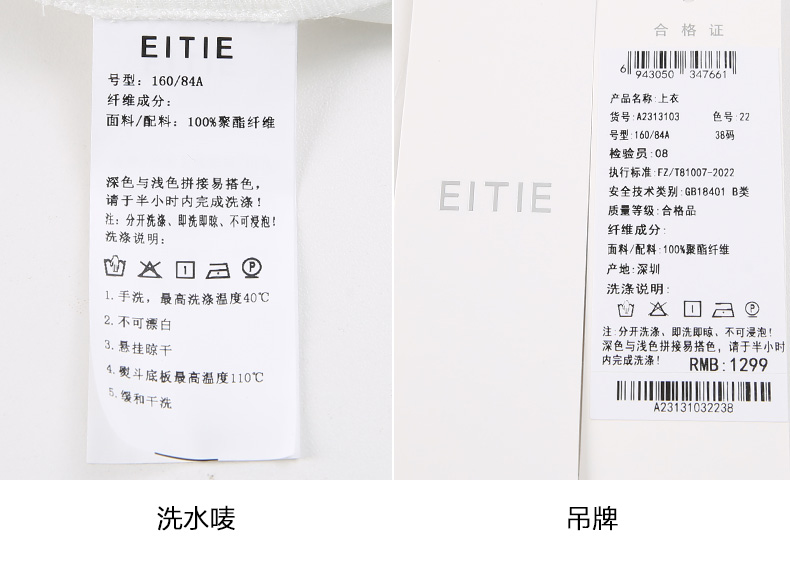 EITIE
号型：160/84A
纤维成分：
面料/配料：100%聚酯纤维
深色与浅色拼接易搭色，
请于半小时内完成洗涤！
注：分开洗涤、即洗即晾、不可浸泡！
洗涤说明：
1.手洗，最高洗涤温度40℃
2.不可漂白
3.悬挂晾干
4.熨斗底板最高温度110℃
5.缓和干洗
洗水唛
EITIE
合格证
6 943050 347661
产品名称：上衣
货号：A2313103 色号：22
号型：160/84A 38码
检验员：08
执行标准：FZ/T81007-2022
安全技术类别：GB18401 B类
质量等级：合格品
纤维成分：
面料/配料：100%聚酯纤维
产地：深圳
洗涤说明：
注：分开洗涤、即洗即晾、不可浸泡！
深色与浅色拼接易搭色，请于半小时
内完成洗涤！ RMB：1299
A23131032238
吊牌